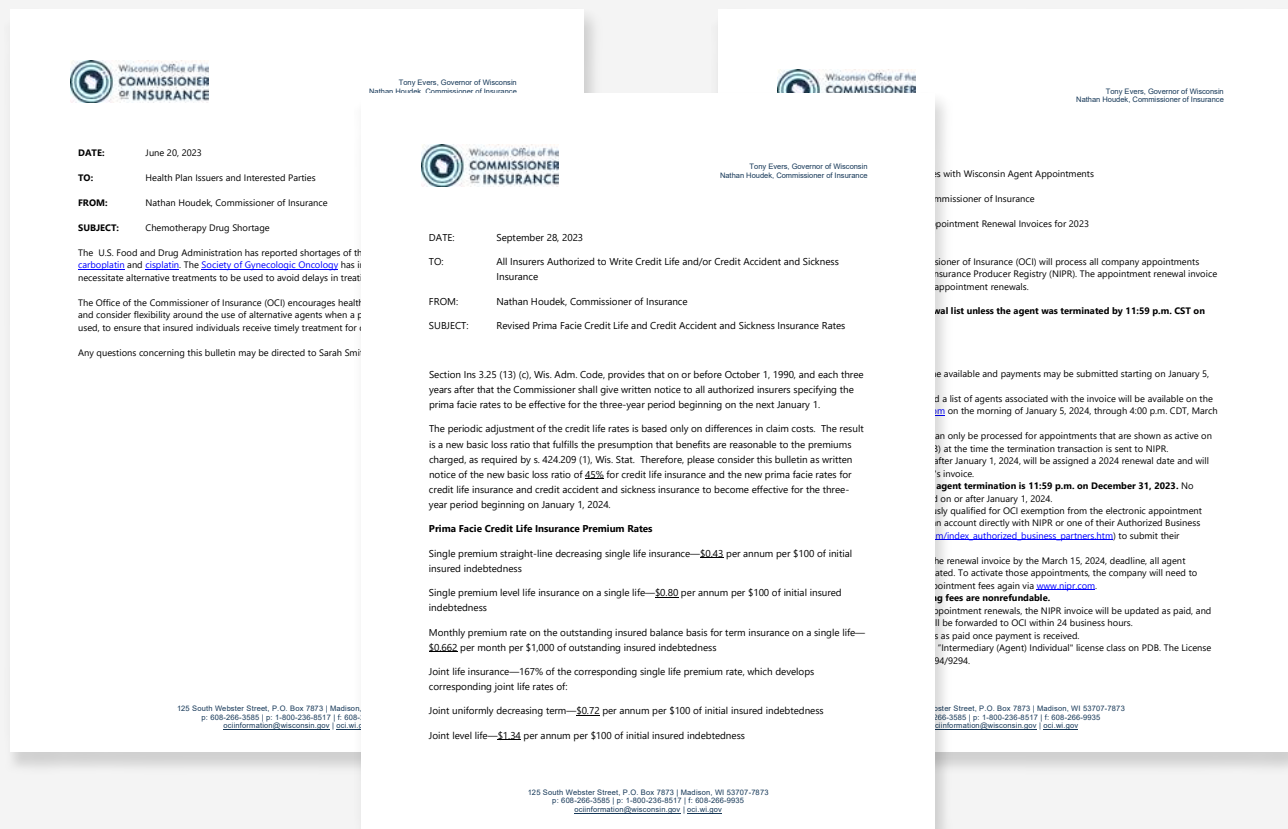 Wisconsin Office of the
COMMISSIONER
OF INSURANCE
Tony Evers, Governor of Wisconsin
Nathan Houdek, Commissioner of Insurance
DATE: June 20, 2023
TO: Health Plan Issuers and Interested Parties
FROM: Nathan Houdek, Commissioner of Insurance
SUBJECT: Chemotherapy Drug Shortage
The U.S. Food and Drug Administration has reported shortages of
carboplatin and cisplatin. The Society of Gynecologic Oncology has
necessitate alternative treatments to be used to avoid delays in
The Office of the Commissioner of Insurance (OCI) encourages
and consider flexibility around the use of alternative agents when a
used, to ensure that insured individuals receive timely treatment for
Any questions concerning this bulletin may be directed to Sarah
125 South Webster Street, P.O. Box 7873 | Madison,
p: 608-266-3585 | p: 1-800-236-8517 | f:
ociinformation@wisconsin.gov |
Wisconsin Office of the
COMMISSIONER
OF INSURANCE
Tony Evers, Governor of Wisconsin
Nathan Houdek, Commissioner of Insurance
DATE: September 28, 2023
TO: All Insurers Authorized to Write Credit Life and/or Credit Accident and Sickness
Insurance
FROM: Nathan Houdek, Commissioner of Insurance
SUBJECT: Revised Prima Facie Credit Life and Credit Accident and Sickness Insurance Rates
Section Ins 3.25 (13) (c), Wis. Adm. Code, provides that on or before October 1, 1990, and each three
years after that the Commissioner shall give written notice to all authorized insurers specifying the
prima facie rates to be effective for the three-year period beginning on the next January 1.
The periodic adjustment of the credit life rates is based only on differences in claim costs. The result
is a new basic loss ratio that fulfills the presumption that benefits are reasonable to the premiums
charged, as required by s. 424.209 (1), Wis. Stat. Therefore, please consider this bulletin as written
notice of the new basic loss ratio of 45% for credit life insurance and the new prima facie rates for
credit life insurance and credit accident and sickness insurance to become effective for the three-
year period beginning on January 1, 2024.
Prima Facie Credit Life Insurance Premium Rates
Single premium straight-line decreasing single life insurance—$0.43 per annum per $100 of initial
insured indebtedness
Single premium level life insurance on a single life—$0.80 per annum per $100 of initial insured
indebtedness
Monthly premium rate on the outstanding insured balance basis for term insurance on a single life—
$0.662 per month per $1,000 of outstanding insured indebtedness
Joint life insurance—167% of the corresponding single life premium rate, which develops
corresponding joint life rates of:
Joint uniformly decreasing term—$0.72 per annum per $100 of initial insured indebtedness
Joint level life—$1.34 per annum per $100 of initial insured indebtedness
125 South Webster Street, P.O. Box 7873 | Madison, WI 53707-7873
p: 608-266-3585 | p: 1-800-236-8517 | f: 608-266-9935
ociinformation@wisconsin.gov | oci.wi.gov
Wisconsin Office of the
COMMISSIONER
Tony Evers, Governor of Wisconsin
Nathan Houdek, Commissioner of Insurance
with Wisconsin Agent Appointments
of Insurance
Renewal Invoices for 2023
of Insurance (OCI) will process all company appointments
Producer Registry (NIPR). The appointment renewal invoice
appointment renewals.
list unless the agent was terminated by 11:59 p.m. CST on
available and payments may be submitted starting on January 5,
a list of agents associated with the invoice will be available on the
on the morning of January 5, 2024, through 4:00 p.m. CDT, March
only be processed for appointments that are shown as active on
at the time the termination transaction is sent to NIPR.
after January 1, 2024, will be assigned a 2024 renewal date and will
invoice.
agent termination is 11:59 p.m. on December 31, 2023. No
on or after January 1, 2024.
qualified for OCI exemption from the electronic appointment
account directly with NIPR or one of their Authorized Business
m/index_authorized_business_partners.htm) to submit their
the renewal invoice by the March 15, 2024, deadline, all agent
To activate those appointments, the company will need to
fees again via www.nipr.com.
fees are nonrefundable.
renewals, the NIPR invoice will be updated as paid, and
be forwarded to OCI within 24 business hours.
as paid once payment is received.
"Intermediary (Agent) Individual" license class on PDB. The License
94/9294.
Street, P.O. Box 7873 | Madison, WI 53707-7873
p: 1-800-236-8517 | f: 608-266-9935
ociinformation@wisconsin.gov | oci.wi.gov